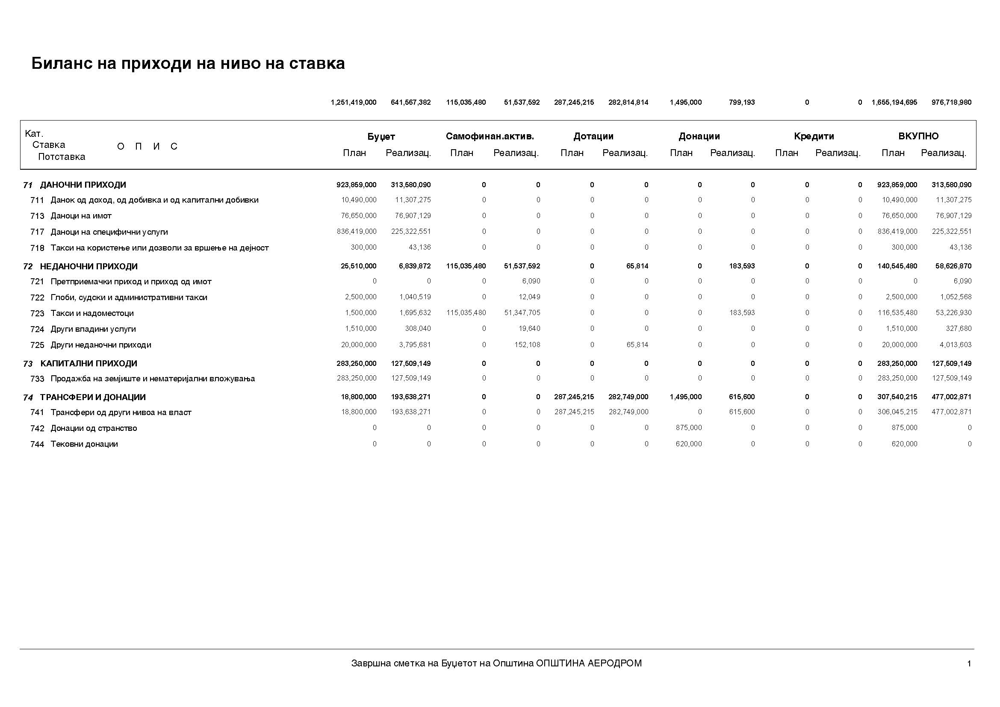 Биланс на приходи на ниво на ставка
1,251,419,000 641,567,382 115,035,480 51,537,592 287,245,215 282,814,814 1,495,000 799,193 0 0 1,655,194,695 976,718,980
Кат.
Ставка
Потставка
О П И С
Буџет Самофинан.актив. Дотации Донации Кредити ВКУПНО
План Реализац. План Реализац. План Реализац. План Реализац. План Реализац. План Реализац.
71 ДАНОЧНИ ПРИХОДИ 923,859,000 313,580,090 0 0 0 0 0 0 0 0 923,859,000 313,580,090
711 Данок од доход, од добивка и од капитални добивки 10,490,000 11,307,275 0 0 0 0 0 0 0 0 10,490,000 11,307,275
713 Даноци на имот 76,650,000 76,907,129 0 0 0 0 0 0 0 0 76,650,000 76,907,129
717 Даноци на специфични услуги 836,419,000 225,322,551 0 0 0 0 0 0 0 0 836,419,000 225,322,551
718 Такси на користење или дозволи за вршење на дејност 300,000 43,136 0 0 0 0 0 0 0 0 300,000 43,136
72 НЕДАНОЧНИ ПРИХОДИ 25,510,000 6,839,872 115,035,480 51,537,592 0 65,814 0 183,593 0 0 140,545,480 58,626,870
721 Претприемачки приход и приход од имот 0 0 0 6,090 0 0 0 0 0 0 0 6,090
722 Глоби, судски и административни такси 2,500,000 1,040,519 0 12,049 0 0 0 0 0 0 2,500,000 1,052,568
723 Такси и надоместоци 1,500,000 1,695,632 115,035,480 51,347,705 0 0 0 183,593 0 0 116,535,480 53,226,930
724 Други владини услуги 1,510,000 308,040 0 19,640 0 0 0 0 0 0 1,510,000 327,680
725 Други неданочни приходи 20,000,000 3,795,681 0 152,108 0 65,814 0 0 0 0 20,000,000 4,013,603
73 КАПИТАЛНИ ПРИХОДИ 283,250,000 127,509,149 0 0 0 0 0 0 0 0 283,250,000 127,509,149
733 Продажба на земјиште и нематеријални вложувања 283,250,000 127,509,149 0 0 0 0 0 0 0 0 283,250,000 127,509,149
74 ТРАНСФЕРИ И ДОНАЦИИ 18,800,000 193,638,271 0 0 287,245,215 282,749,000 1,495,000 615,600 0 0 307,540,215 477,002,871
741 Трансфери од други нивоа на власт 18,800,000 193,638,271 0 0 287,245,215 282,749,000 0 615,600 0 0 306,045,215 477,002,871
742 Донации од странство 0 0 0 0 0 0 875,000 0 0 0 875,000 0
744 Тековни донации 0 0 0 0 0 0 620,000 0 0 0 620,000 0
Завршна сметка на Буџетот на Општина ОПШТИНА АЕРОДРОМ 1